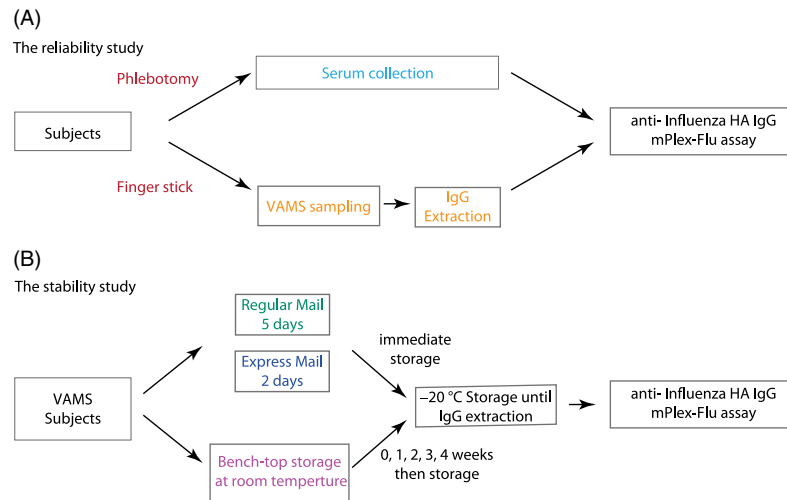 (A)
The reliability study
Phlebotomy
Serum collection
Subjects
anti- Influenza HA IgG
mPlex-Flu assay
Finger stick
VAMS sampling
IgG
Extraction
(B)
The stability study
Regular Mail
5 days
Express Mail
2 days
immediate
storage
VAMS
Subjects
−20 °C Storage until
IgG extraction
anti- Influenza HA IgG
mPlex-Flu assay
Bench-top storage
at room temperture
0, 1, 2, 3, 4 weeks
then storage